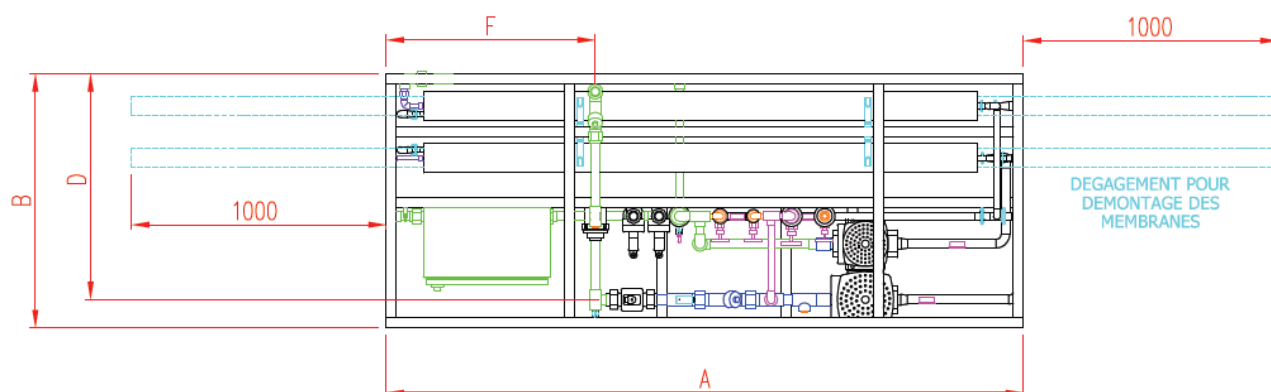 F
1000
B
D
1000
DEGAGEMENT POUR
DEMONTAGE DES
MEMBRANES
A